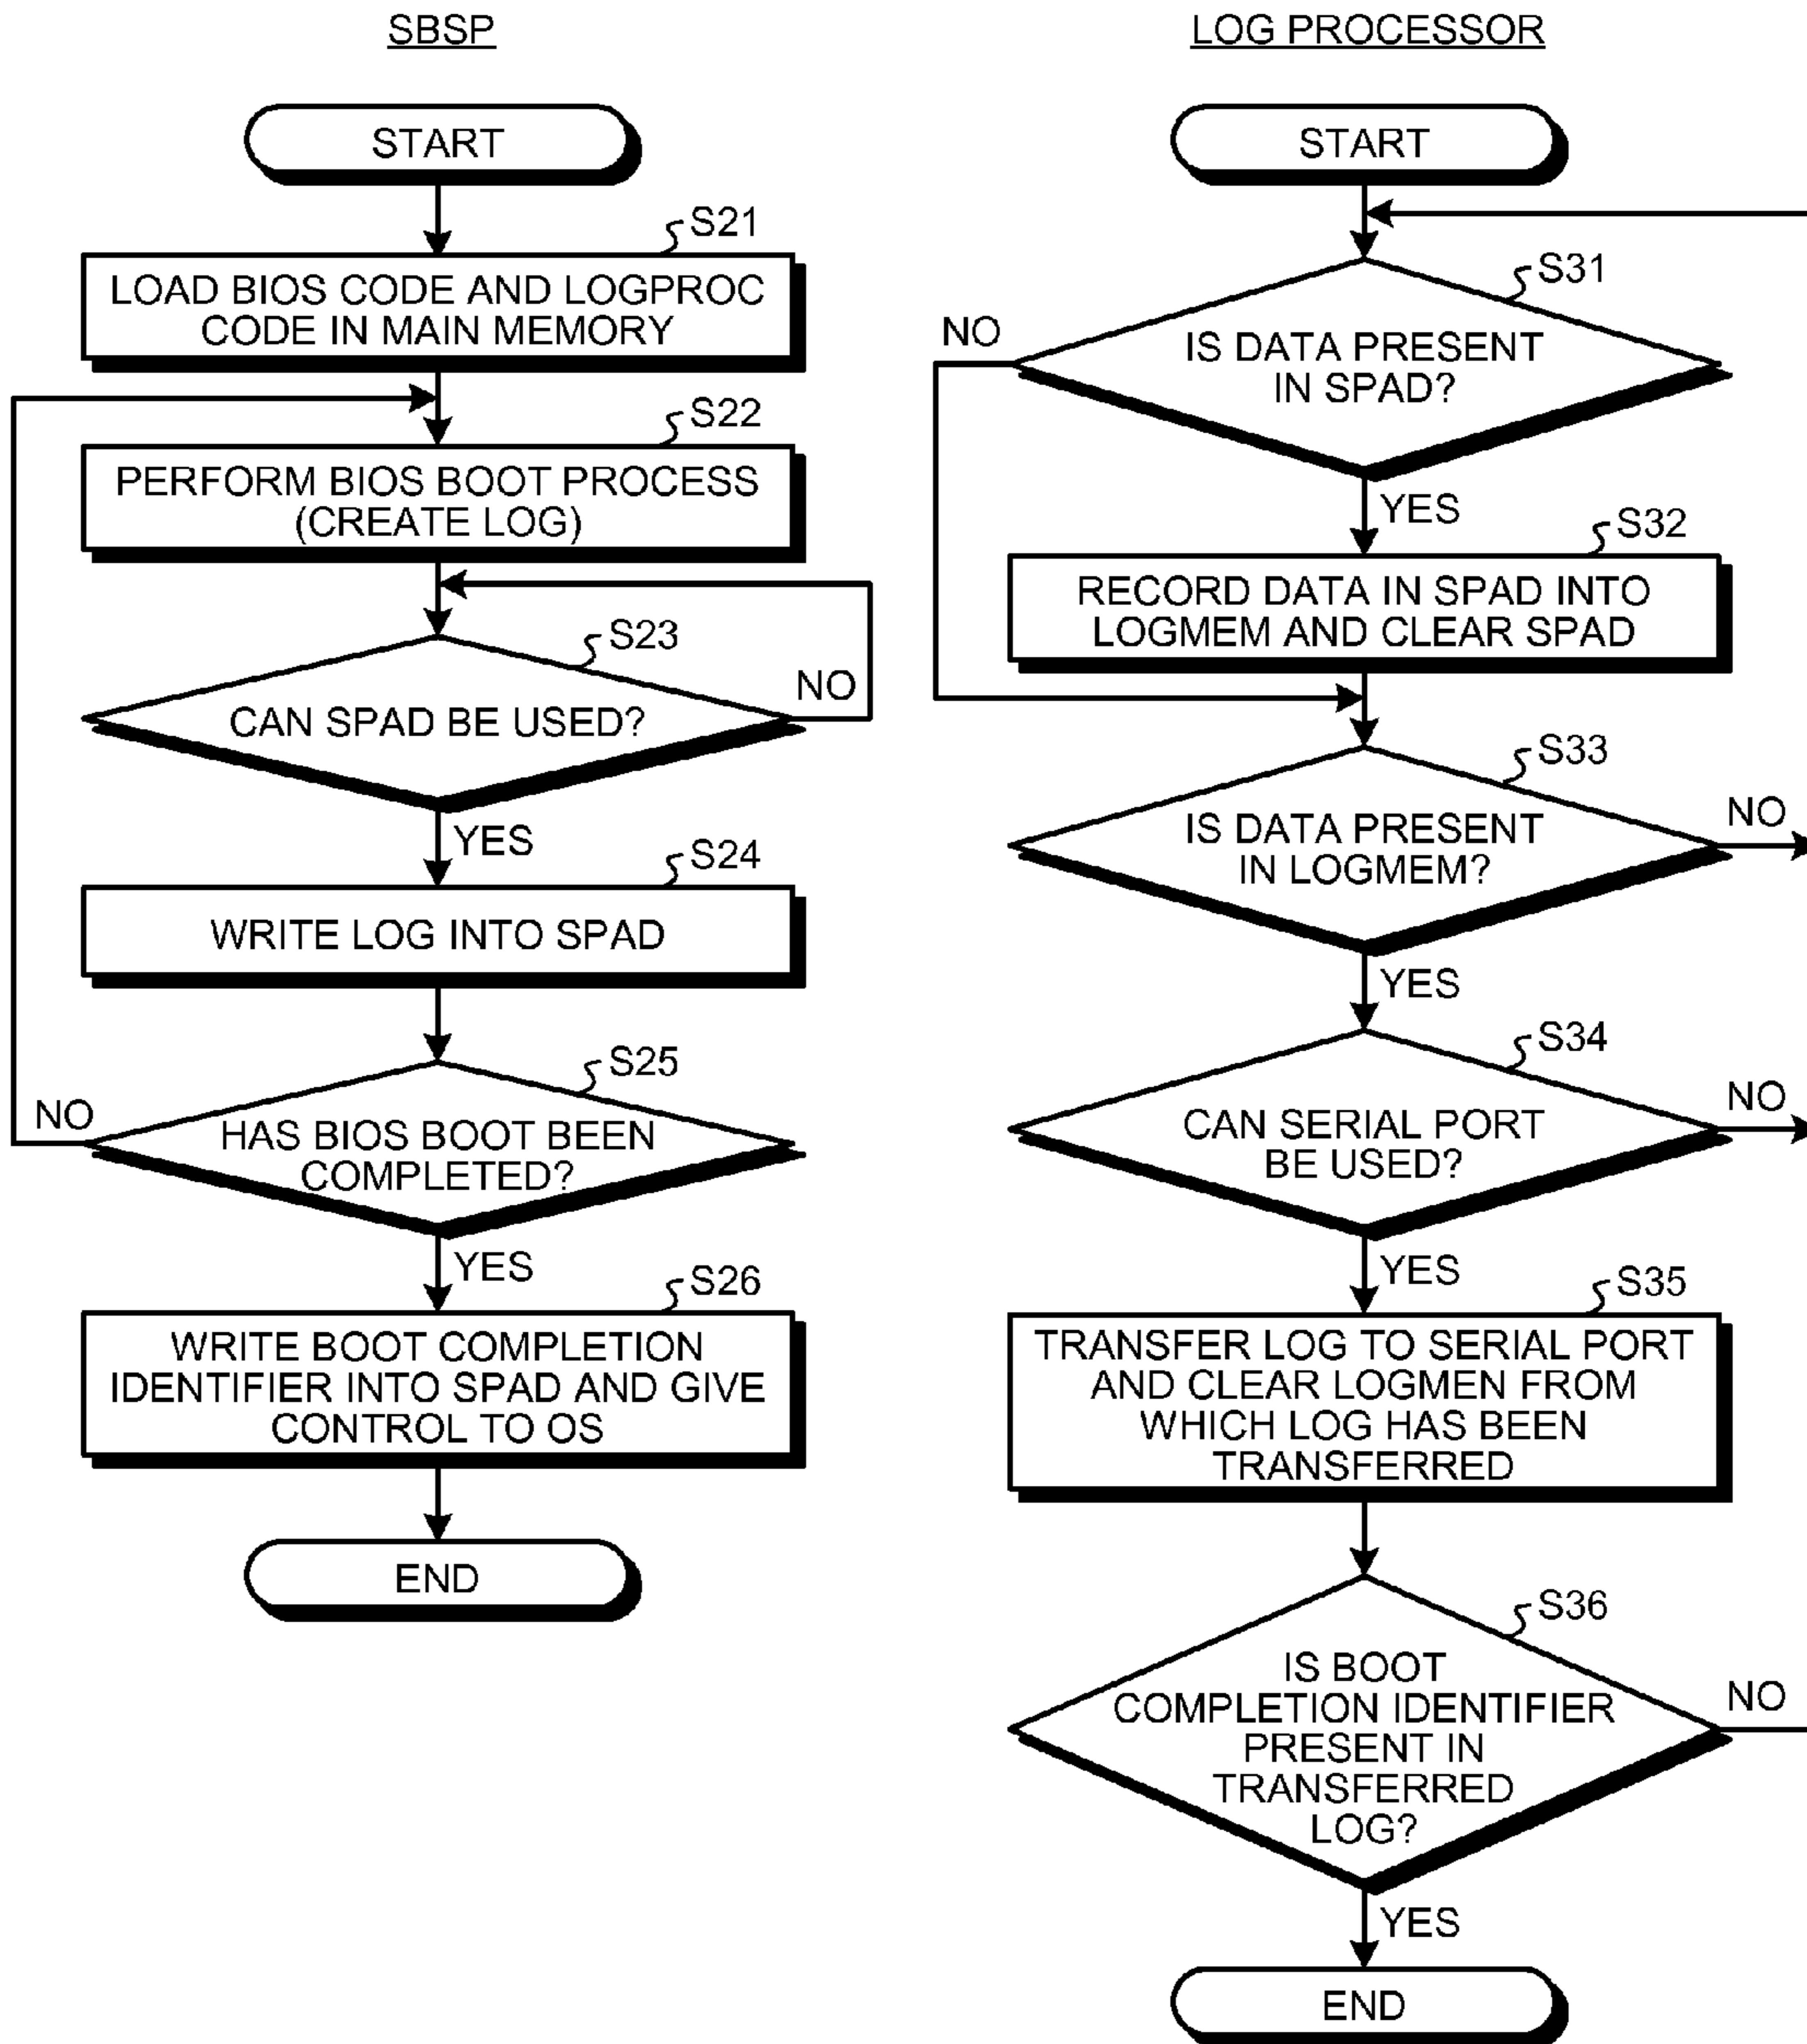 SBSP
START
S21
LOAD BIOS CODE AND LOGPROC
CODE IN MAIN MEMORY
S22
PERFORM BIOS BOOT PROCESS
(CREATE LOG)
S23
NO
CAN SPAD BE USED?
YES
S24
WRITE LOG INTO SPAD
S25
NO
HAS BIOS BOOT BEEN
COMPLETED?
YES
S26
WRITE BOOT COMPLETION
IDENTIFIER INTO SPAD AND GIVE
CONTROL TO OS
END
LOG PROCESSOR
START
S31
NO
IS DATA PRESENT
IN SPAD?
YES
S32
RECORD DATA IN SPAD INTO
LOGMEM AND CLEAR SPAD
S33
NO
IS DATA PRESENT
IN LOGMEM?
YES
S34
NO
CAN SERIAL PORT
BE USED?
YES
S35
TRANSFER LOG TO SERIAL PORT
AND CLEAR LOGMEN FROM
WHICH LOG HAS BEEN
TRANSFERRED
S36
IS BOOT
COMPLETION IDENTIFIER
PRESENT IN
TRANSFERRED
LOG?
NO
YES
END